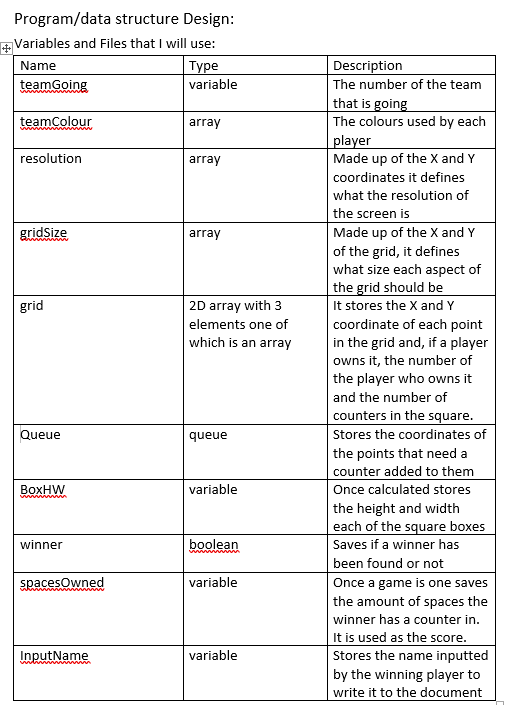 Program/data structure Design:
Variables and Files that I will use:
Name Type Description
teamGoing variable The number of the team
that is going
teamColour array The colours used by each
player
resolution array Made up of the X and Y
coordinates it defines
what the resolution of
the screen is
gridSize array Made up of the X and Y
of the grid, it defines
what size each aspect of
the grid should be
grid 2D array with 3 It stores the X and Y
elements one of coordinate of each point
which is an array in the grid and, if a player
owns it, the number of
the player who owns it
and the number of
counters in the square.
Queue queue Stores the coordinates of
the points that need a
counter added to them
BoxHW variable Once calculated stores
the height and width
each of the square boxes
winner boolean Saves if a winner has
been found or not
spacesOwned variable Once a game is one saves
the amount of spaces the
winner has a counter in.
It is used as the score.
InputName variable Stores the name inputted
by the winning player to
write it to the document